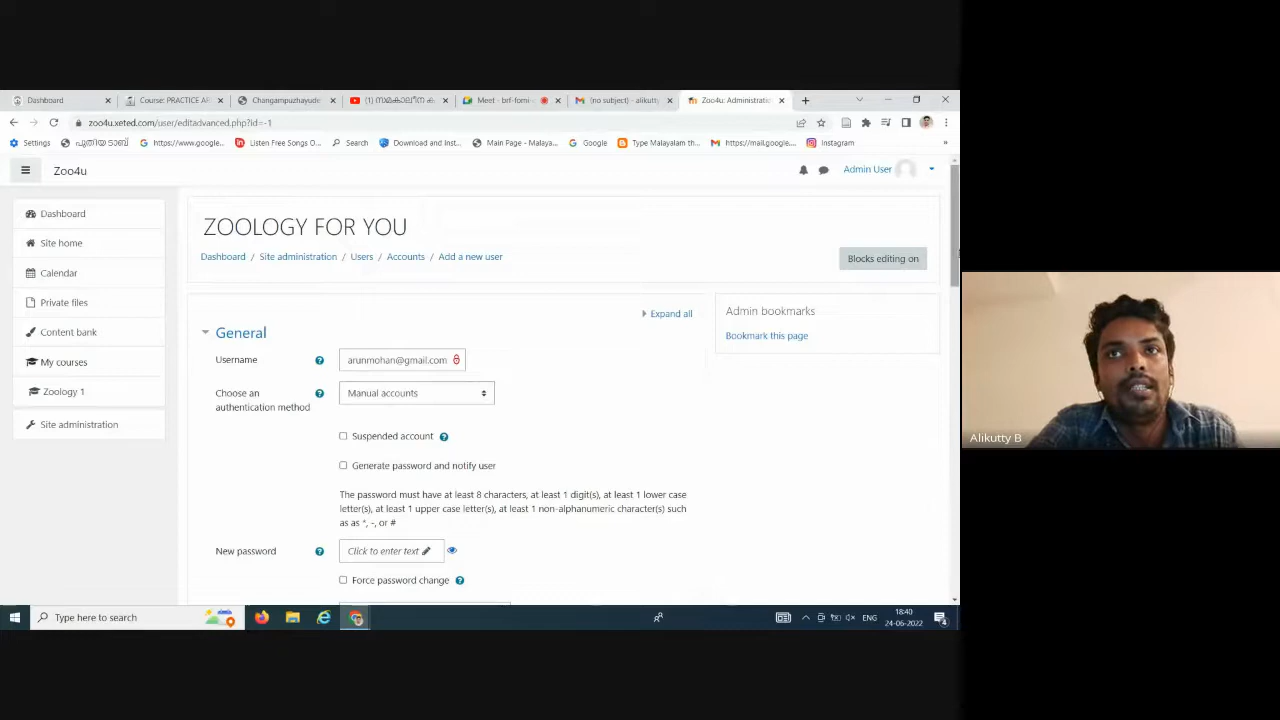 Dashboard
Course: PRACTICE AF
Changampuzhayude
(1) സമകാലീന ക
Meet - brf-fomi-
(no subject) - alikutty
Zoo4u: Administratio
zoo4u.xeted.com/user/editadvanced.php?id=-1
Settings
പുതിയ ടാബ്
https://www.google...
Listen Free Songs O...
Search
Download and Inst...
Main Page - Malaya...
Google
Type Malayalam th...
https://mail.google....
Instagram
»
Zoo4u
Admin User
Dashboard
Site home
Calendar
Private files
Content bank
My courses
Zoology 1
Site administration
ZOOLOGY FOR YOU
Dashboard / Site administration / Users / Accounts / Add a new user
Blocks editing on
Expand all
Admin bookmarks
Bookmark this page
General
Username
arunmohan@gmail.com
Choose an
authentication method
Manual accounts
Suspended account
Generate password and notify user
The password must have at least 8 characters, at least 1 digit(s), at least 1 lower case
letter(s), at least 1 upper case letter(s), at least 1 non-alphanumeric character(s) such
as as *, -, or #
New password
Click to enter text
Force password change
Alikutty B
Type here to search
ENG
18:40
24-06-2022
4